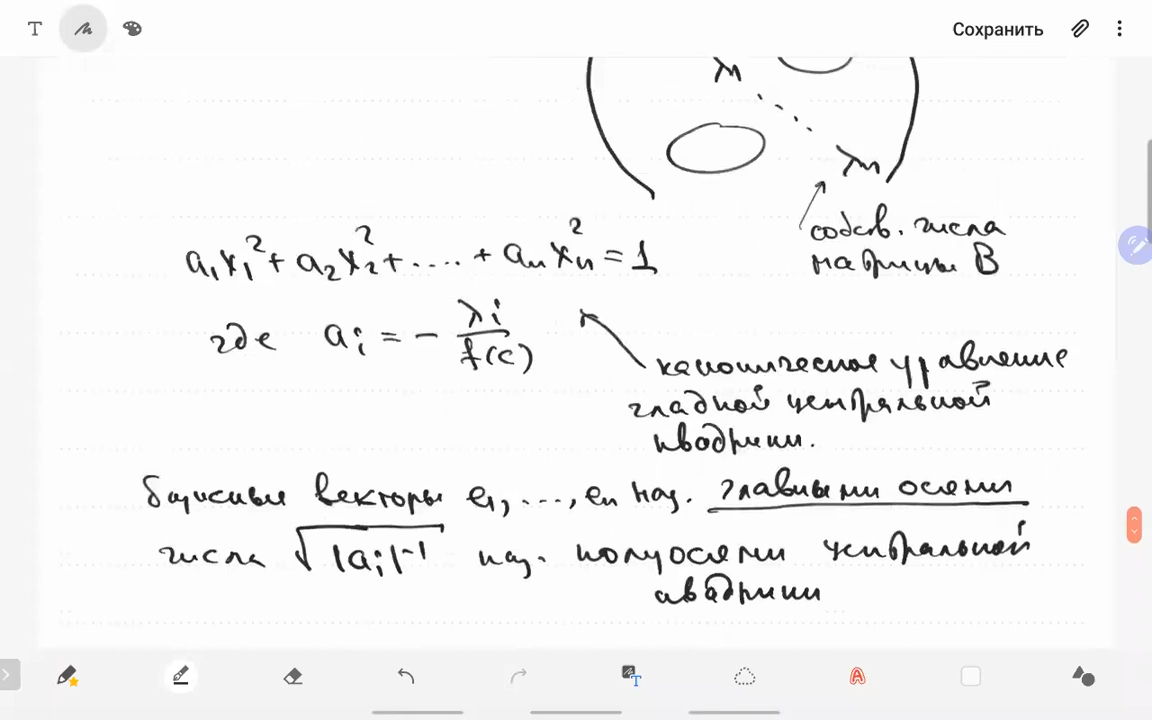 T
Сохранить
λ1
λn
собств. числа
матрицы B
a₁x₁² + a₂x₂² + .... + aₙxₙ² = 1
где aᵢ = - λᵢ / f(c)
каноническое уравнение
гладкой центральной
квадрики.
базисные векторы e₁, ..., eₙ наз. главными осями
числа √|aᵢ|⁻¹ наз. полуосями центральной
квадрики
T
A